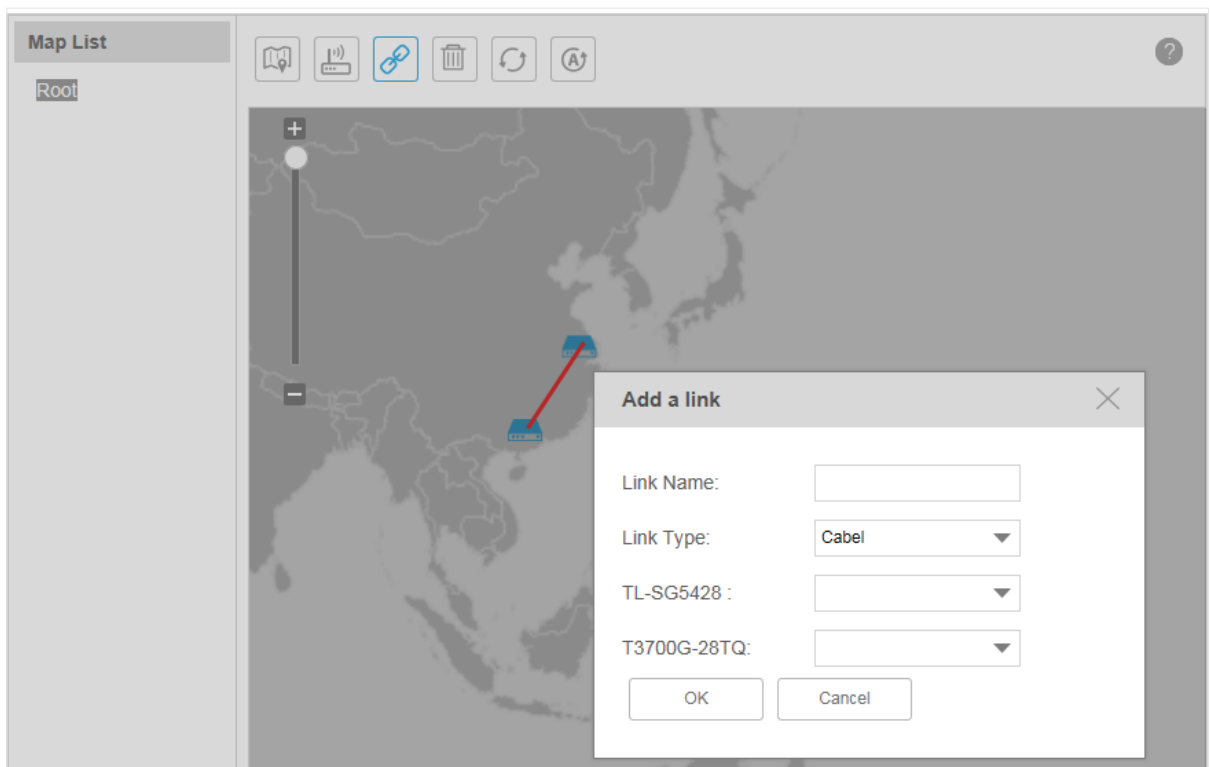 Map List
Root
A
?
Add a link
Link Name:
Link Type:
Cabel
TL-SG5428 :
T3700G-28TQ:
OK
Cancel